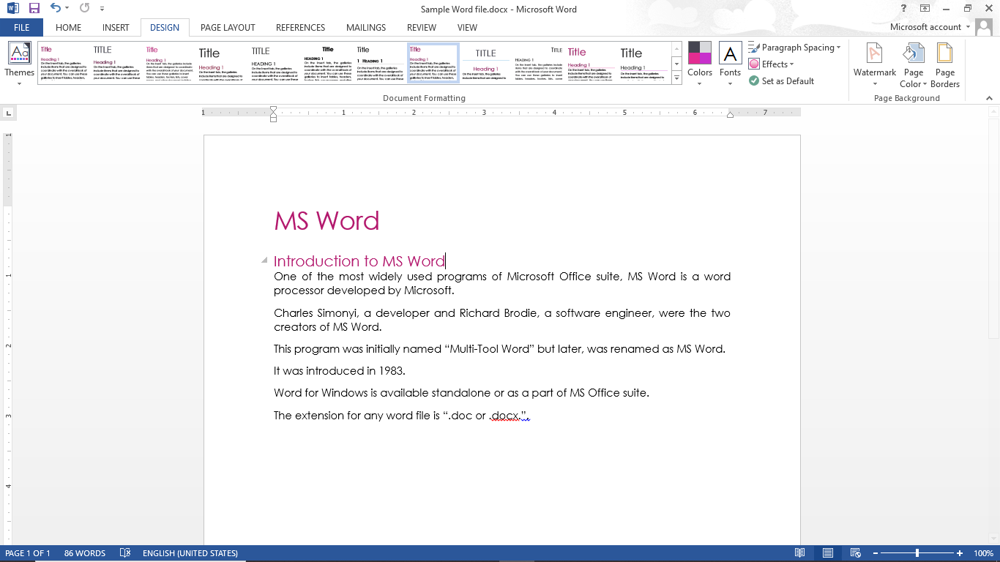 Sample Word file.docx - Microsoft Word
FILE HOME INSERT DESIGN PAGE LAYOUT REFERENCES MAILINGS REVIEW VIEW Microsoft account
Themes
Title TITLE Title Title TITLE Title Title Title TITLE TITLE Title Title
Heading 1 Heading 1 Heading 1 Heading 1 HEADING 1 HEADING 1 1 HEADING 1 Heading 1 Heading 1 HEADING 1 Heading 1 Heading 1
Colors
Fonts
Paragraph Spacing
Effects
Set as Default
Watermark
Page Color
Page Borders
Document Formatting
Page Background
1 1 2 3 4 5 6 7
MS Word
Introduction to MS Word
One of the most widely used programs of Microsoft Office suite, MS Word is a word
processor developed by Microsoft.
Charles Simonyi, a developer and Richard Brodie, a software engineer, were the two
creators of MS Word.
This program was initially named “Multi-Tool Word” but later, was renamed as MS Word.
It was introduced in 1983.
Word for Windows is available standalone or as a part of MS Office suite.
The extension for any word file is “.doc or .docx.”.
1
1
2
3
4
PAGE 1 OF 1 86 WORDS ENGLISH (UNITED STATES) 100%